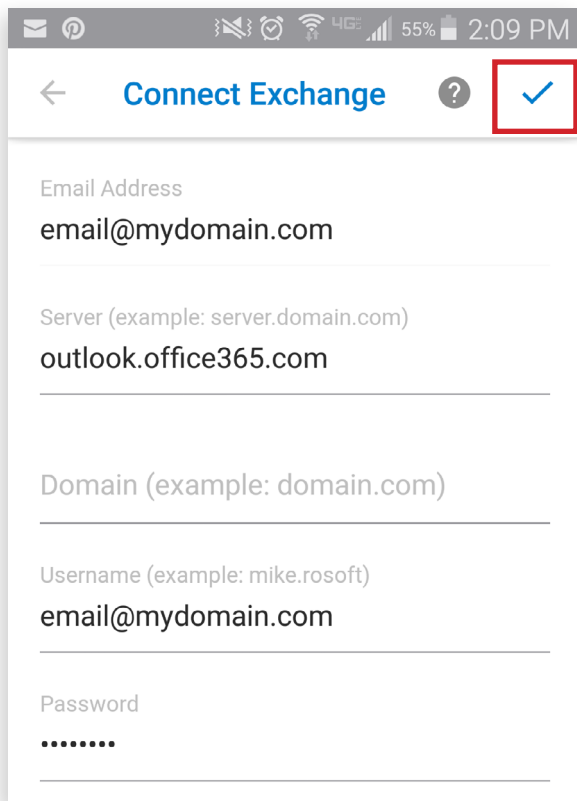 4GE 55% 2:09 PM
Connect Exchange ?
Email Address
email@mydomain.com
Server (example: server.domain.com)
outlook.office365.com
Domain (example: domain.com)
Username (example: mike.rosoft)
email@mydomain.com
Password
••••••••